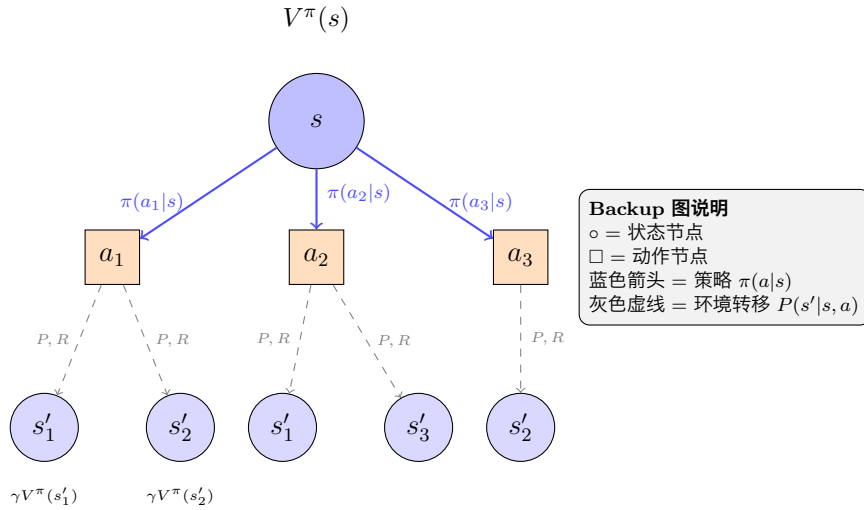 V^π(s)
s
π(a₁|s)
π(a₂|s)
π(a₃|s)
a₁
a₂
a₃
Backup 图说明
○ = 状态节点
□ = 动作节点
蓝色箭头 = 策略 π(a|s)
灰色虚线 = 环境转移 P(s′|s, a)
P, R
P, R
P, R
P, R
P, R
s′₁
s′₂
s′₁
s′₃
s′₂
γV^π(s′₁)
γV^π(s′₂)